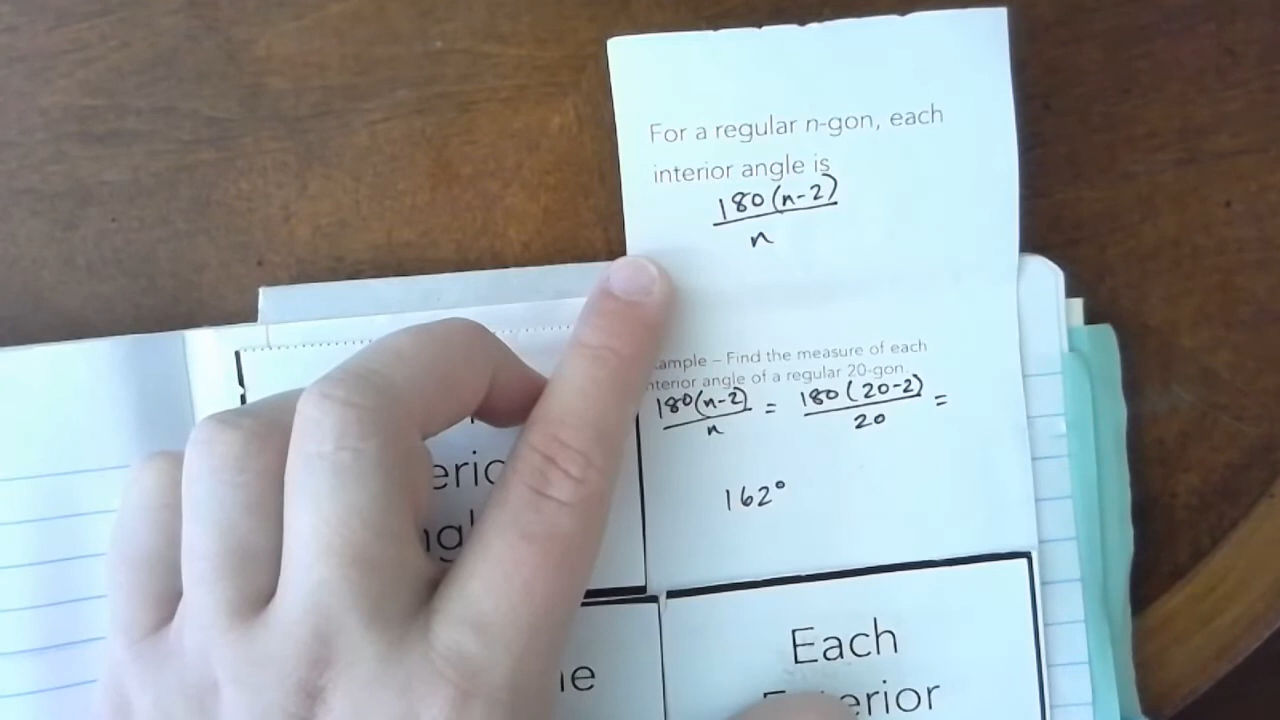 For a regular n-gon, each
interior angle is
180(n-2)
n
Find the measure of each
angle of a regular 20-gon.
180(n-2) = 180(20-2) =
n 20
162°
Each